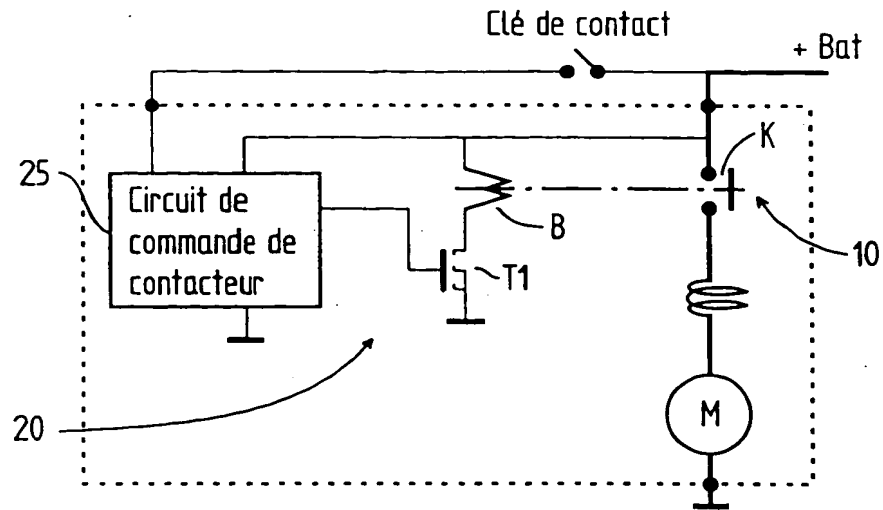 Clé de contact
+ Bat
K
25
Circuit de
commande de
contacteur
B
10
T1
M
20